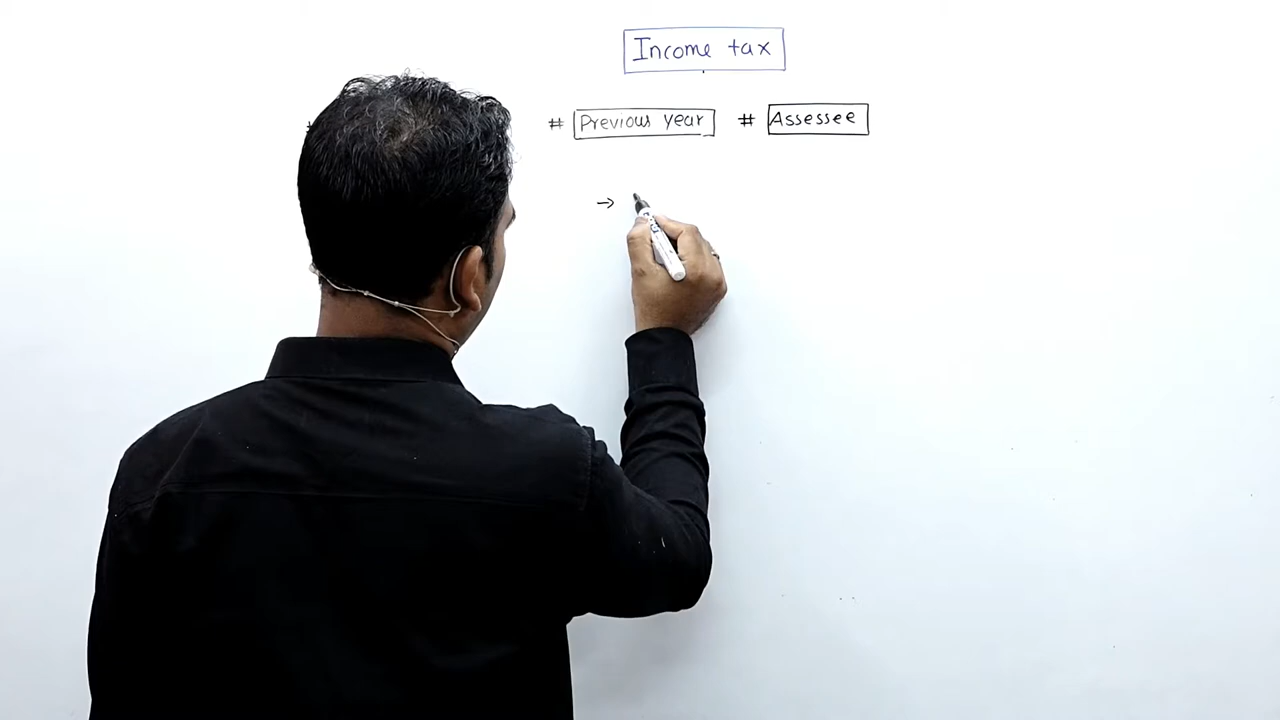 Income tax
# Previous year # Assessee
→